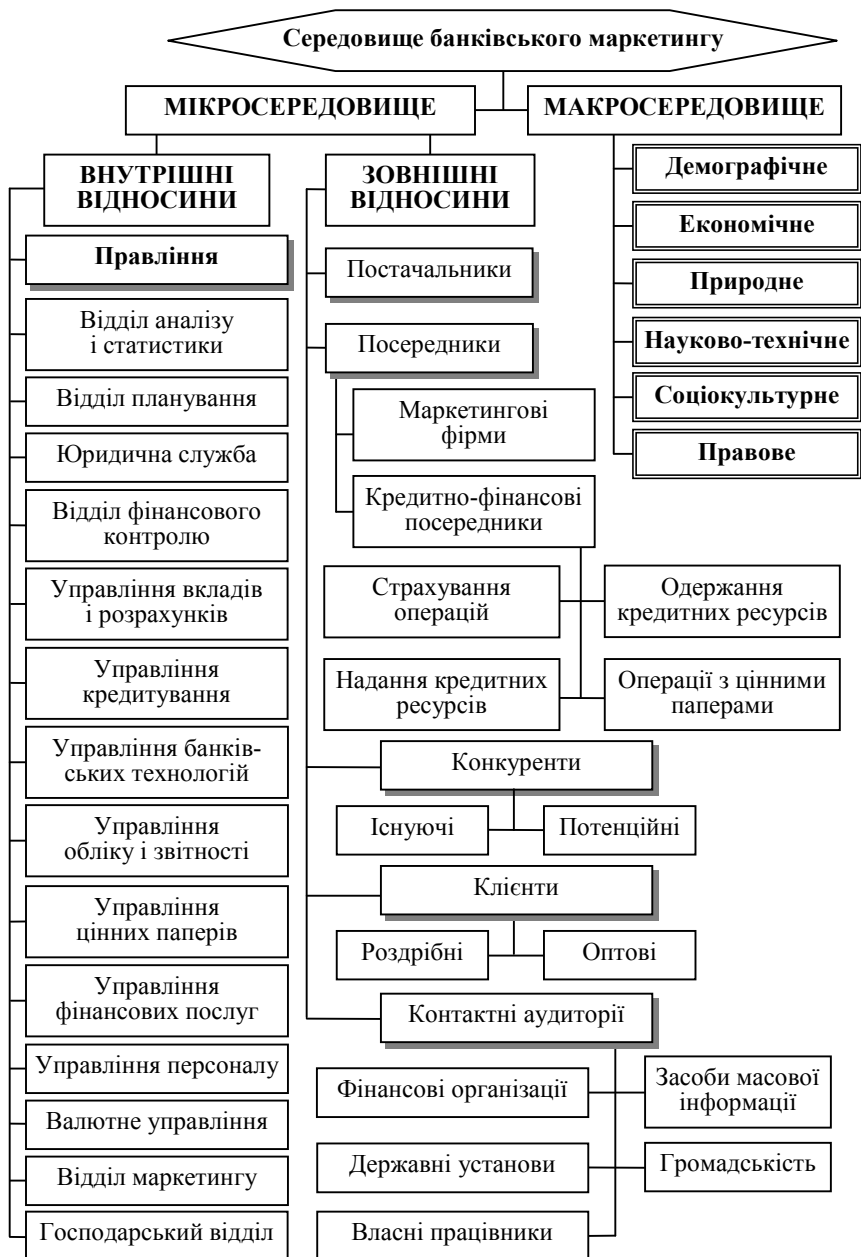 Середовище банківського маркетингу
МІКРОСЕРЕДОВИЩЕ
МАКРОСЕРЕДОВИЩЕ
ВНУТРІШНІ
ВІДНОСИНИ
Правління
Відділ аналізу
і статистики
Відділ планування
Юридична служба
Відділ фінансового
контролю
Управління вкладів
і розрахунків
Управління
кредитування
Управління банків-
ських технологій
Управління
обліку і звітності
Управління
цінних паперів
Управління
фінансових послуг
Управління персоналу
Валютне управління
Відділ маркетингу
Господарський відділ
ЗОВНІШНІ
ВІДНОСИНИ
Постачальники
Посередники
Маркетингові
фірми
Кредитно-фінансові
посередники
Страхування
операцій
Одержання
кредитних ресурсів
Надання кредитних
ресурсів
Операції з цінними
паперами
Конкуренти
Існуючі
Потенційні
Клієнти
Роздрібні
Оптові
Контактні аудиторії
Фінансові організації
Засоби масової
інформації
Державні установи
Громадськість
Власні працівники
Демографічне
Економічне
Природне
Науково-технічне
Соціокультурне
Правове